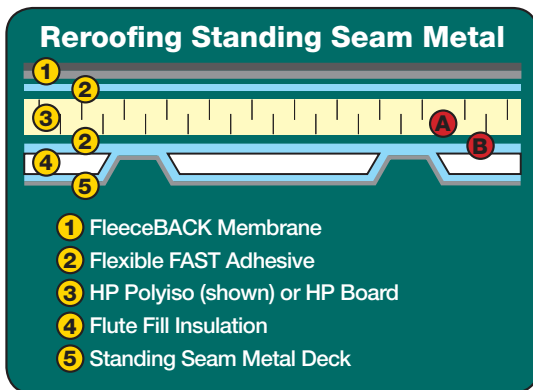 Reroofing Standing Seam Metal
1
2
3
A
2
B
4
5
1 FleeceBACK Membrane
2 Flexible FAST Adhesive
3 HP Polyiso (shown) or HP Board
4 Flute Fill Insulation
5 Standing Seam Metal Deck